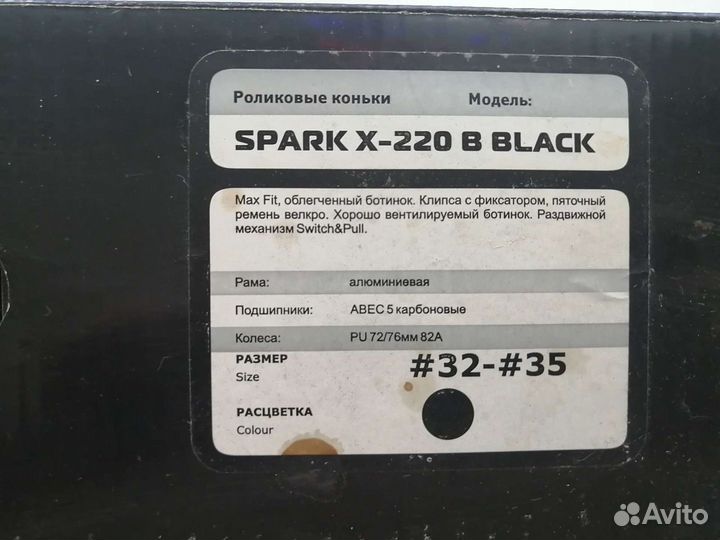 Роликовые коньки Модель:
SPARK X-220 B BLACK
Max Fit, облегченный ботинок. Клипса с фиксатором, пяточный
ремень велкро. Хорошо вентилируемый ботинок. Раздвижной
механизм Switch&Pull.
Рама: алюминиевая
Подшипники: ABEC 5 карбоновые
Колеса: PU 72/76мм 82A
РАЗМЕР #32-#35
Size
РАСЦВЕТКА
Colour
Avito